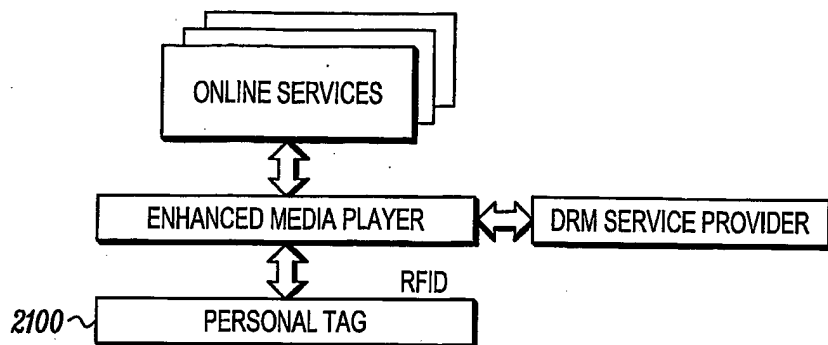 ONLINE SERVICES
ENHANCED MEDIA PLAYER
DRM SERVICE PROVIDER
RFID
2100
PERSONAL TAG